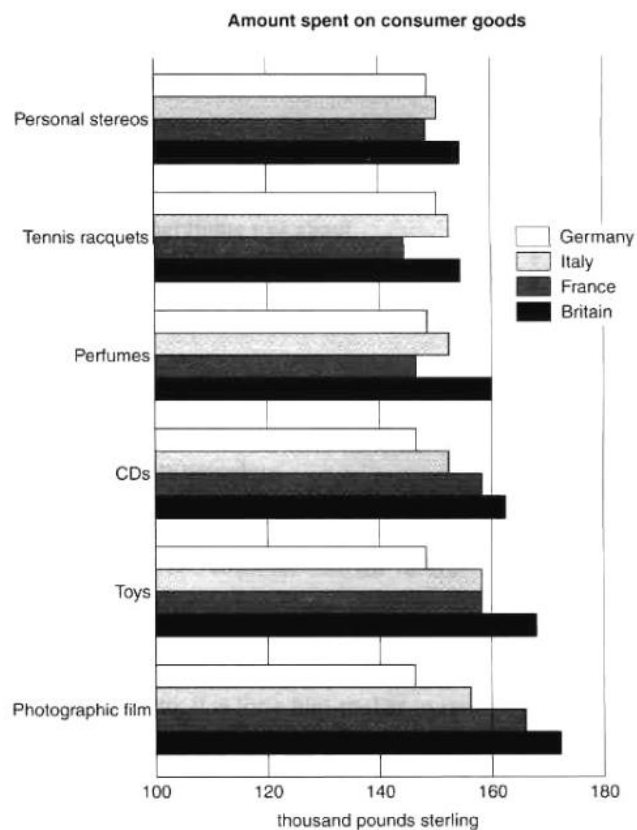 Amount spent on consumer goods
Personal stereos
Tennis racquets
Perfumes
CDs
Toys
Photographic film
Germany
Italy
France
Britain
100 120 140 160 180
thousand pounds sterling